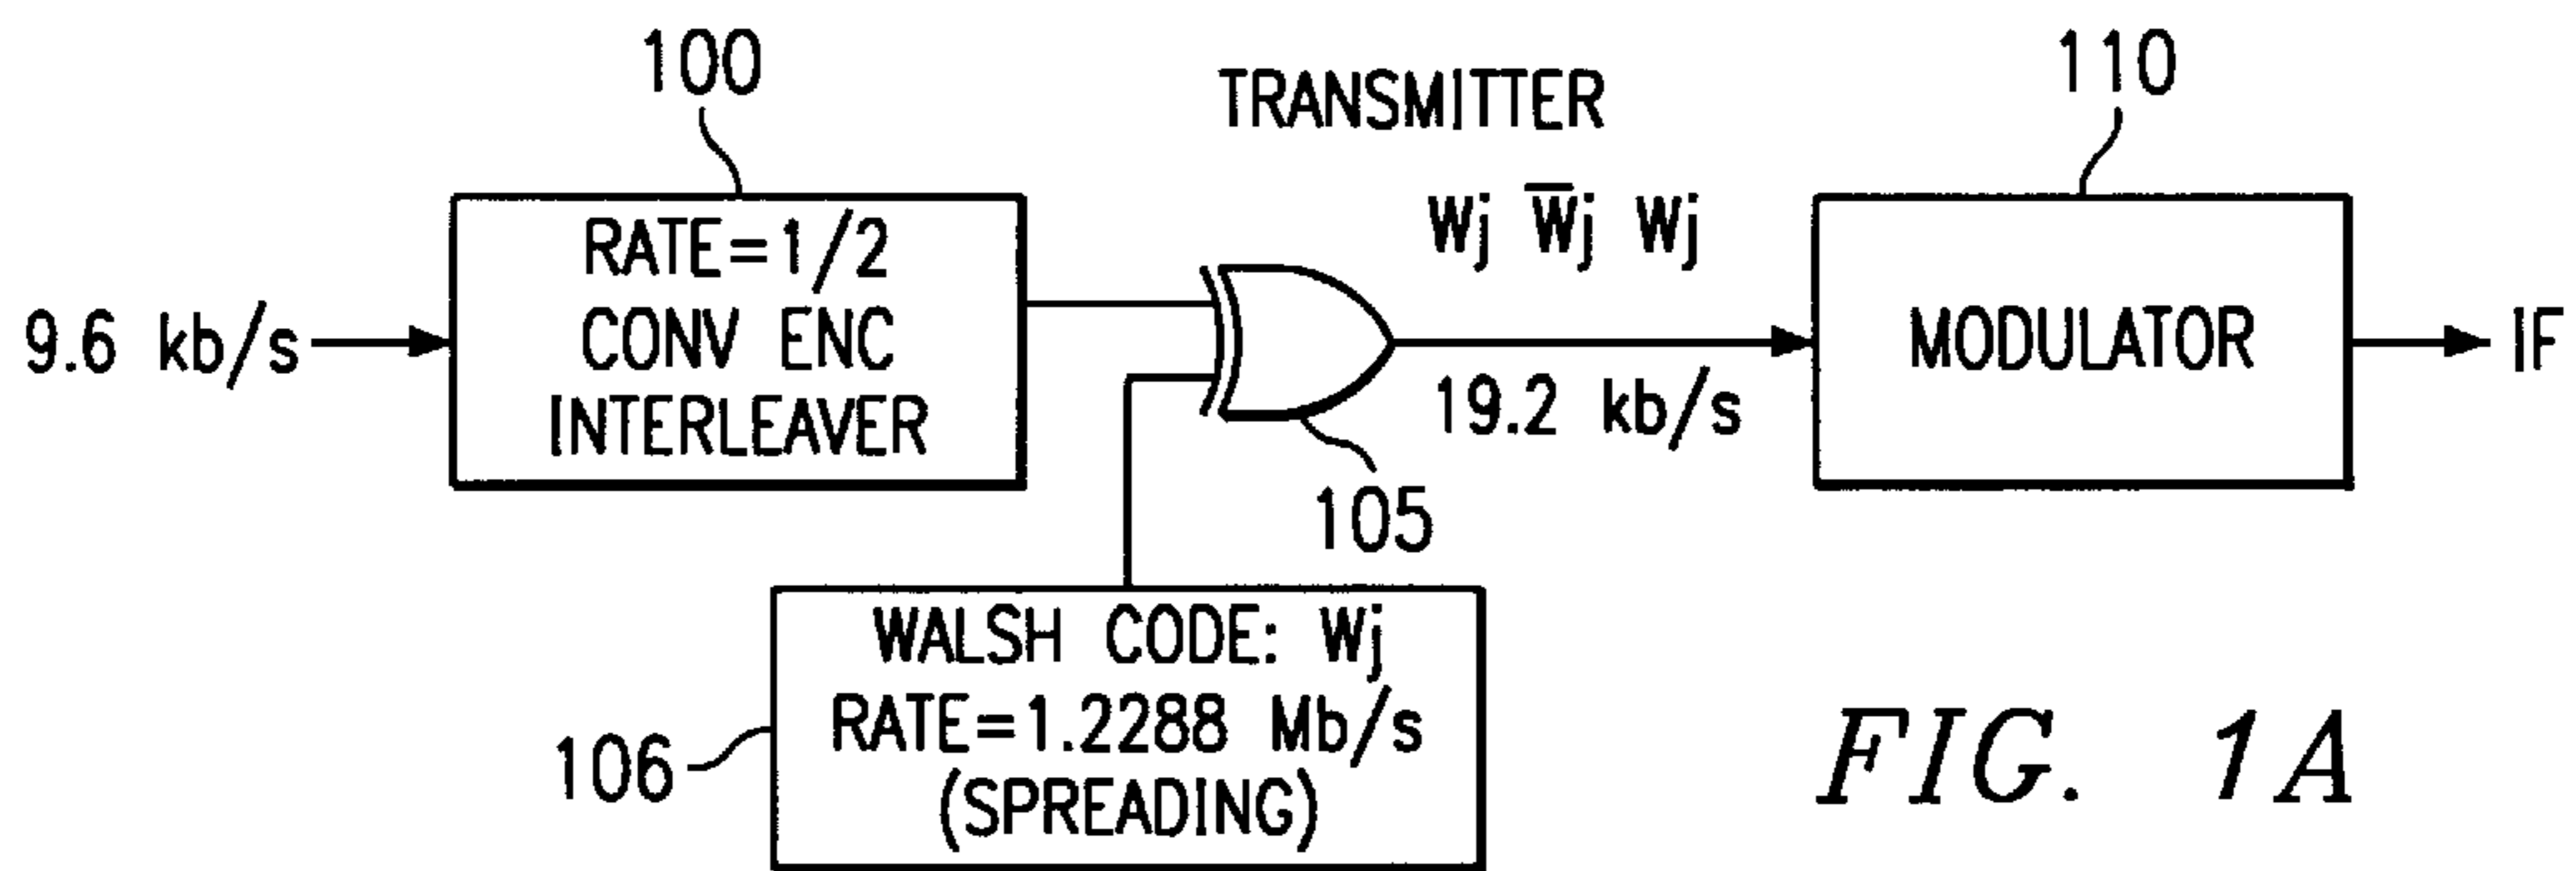 100
TRANSMITTER
110
RATE=1/2
CONV ENC
INTERLEAVER
9.6 kb/s
Wj W̅j Wj
19.2 kb/s
MODULATOR
IF
105
WALSH CODE: Wj
RATE=1.2288 Mb/s
(SPREADING)
106
FIG. 1A